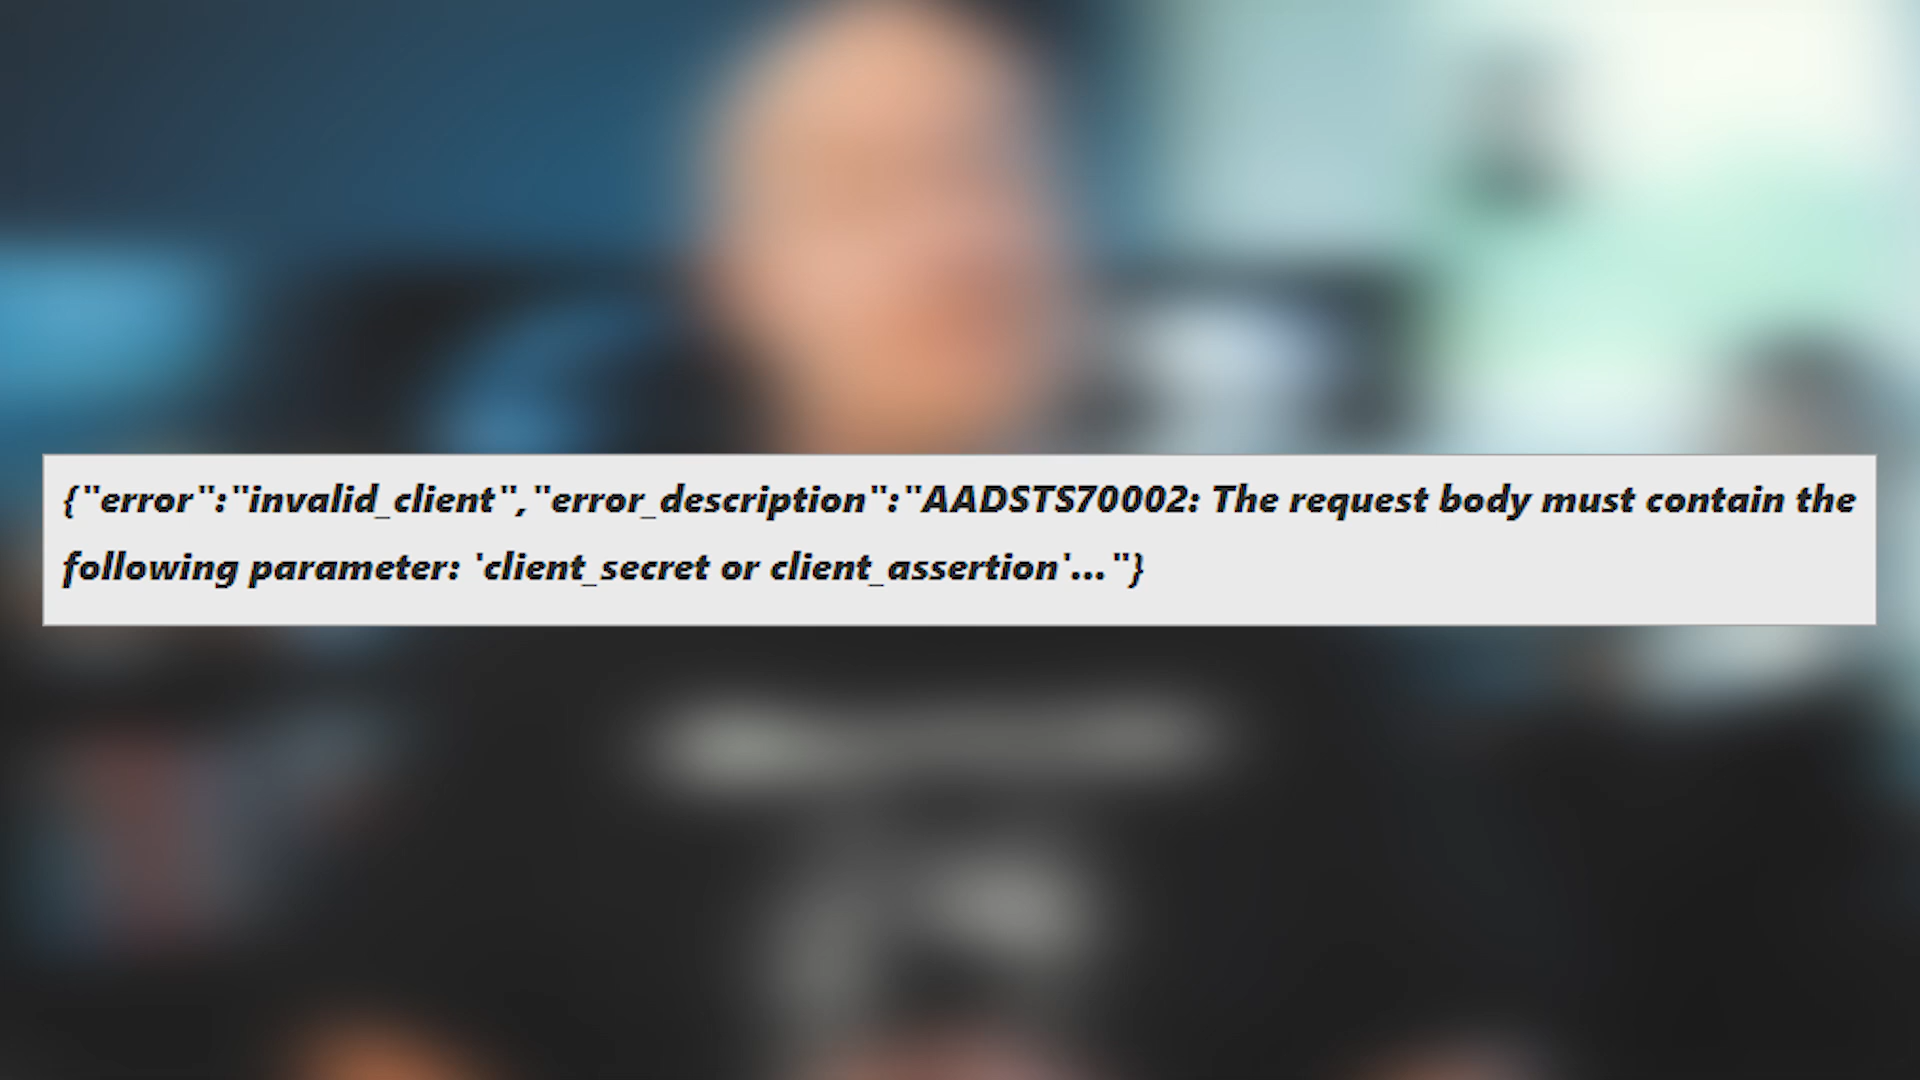 {"error":"invalid_client","error_description":"AADSTS70002: The request body must contain the
following parameter: 'client_secret or client_assertion'..."}